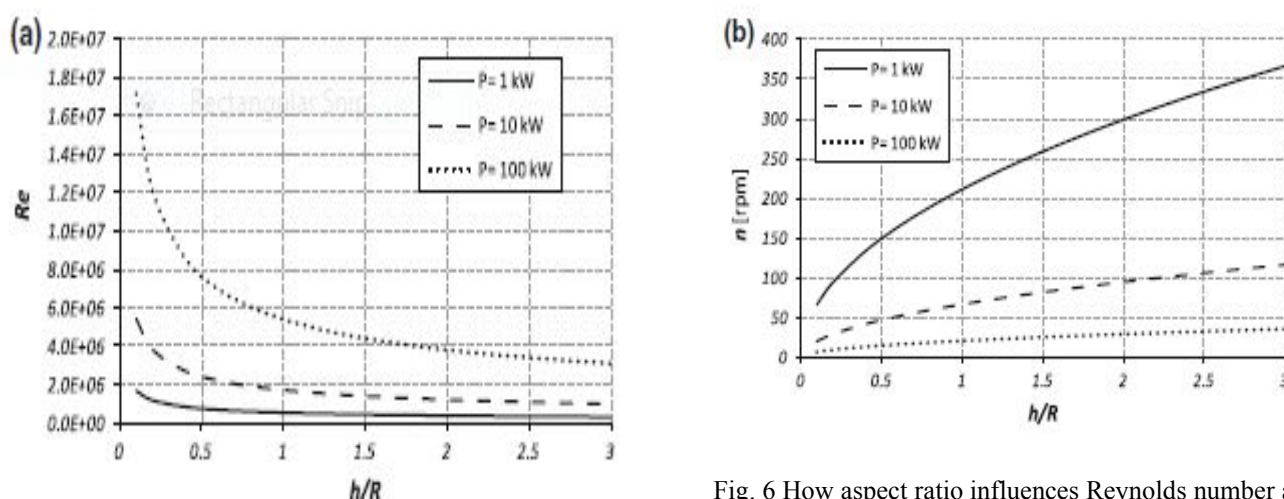 (a)
2.0E+07
1.8E+07
1.6E+07
1.4E+07
1.2E+07
1.0E+07
8.0E+06
6.0E+06
4.0E+06
2.0E+06
0.0E+00
Re
0 0.5 1 1.5 2 2.5 3
h/R
P= 1 kW
P= 10 kW
P= 100 kW
Rectangular Snip
(b)
400
350
300
250
200
150
100
50
0
n [rpm]
0 0.5 1 1.5 2 2.5 3
h/R
P= 1 kW
P= 10 kW
P= 100 kW
Fig. 6 How aspect ratio influences Reynolds number